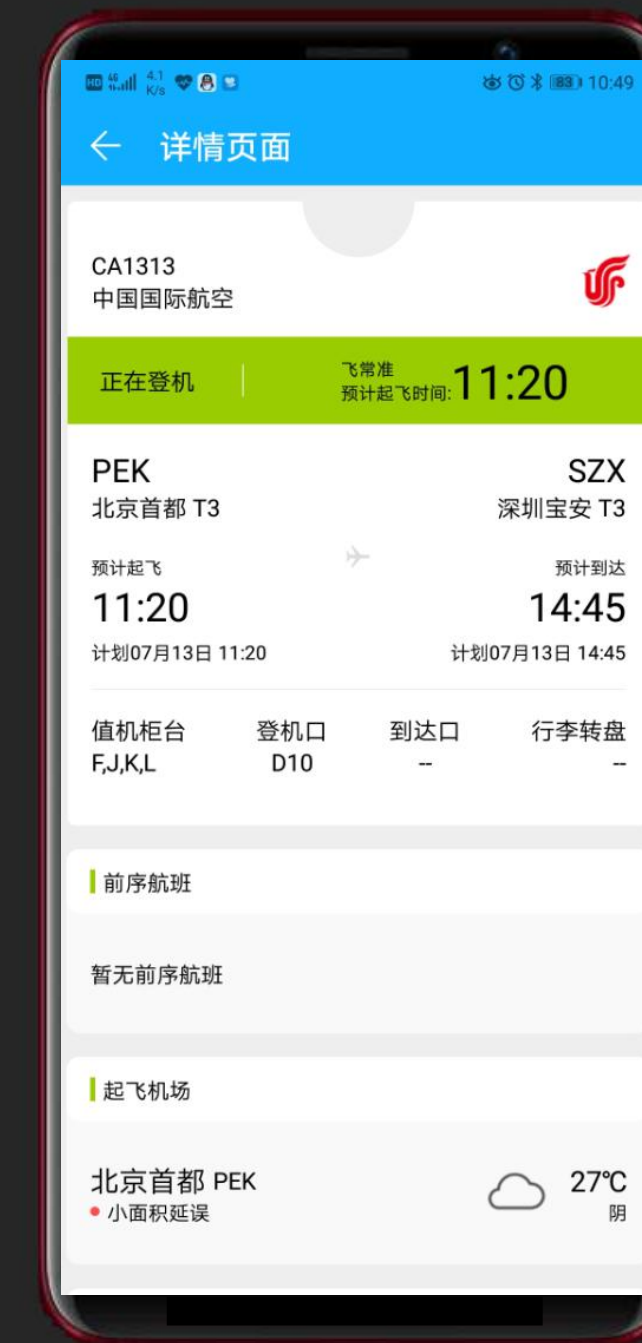 HD 4G 4.1 K/s 83 10:49
详情页面
CA1313
中国国际航空
正在登机
飞常准
预计起飞时间: 11:20
PEK SZX
北京首都 T3 深圳宝安 T3
预计起飞 预计到达
11:20 14:45
计划07月13日 11:20 计划07月13日 14:45
值机柜台 登机口 到达口 行李转盘
F,J,K,L D10 -- --
前序航班
暂无前序航班
起飞机场
北京首都 PEK 27℃
小面积延误 阴